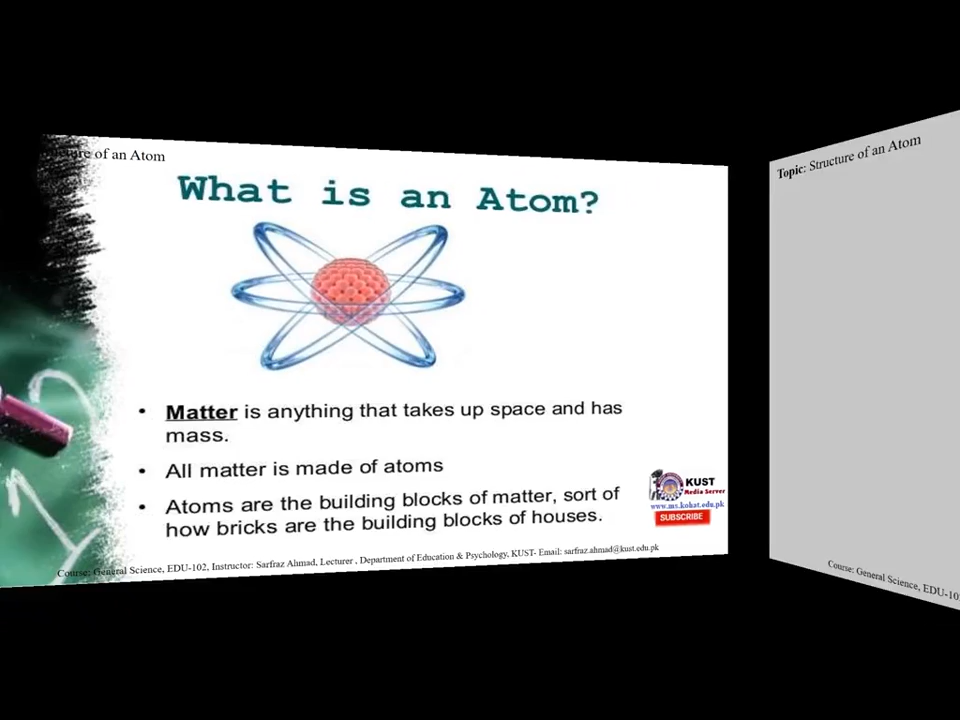 of an Atom
What is an Atom?
• Matter is anything that takes up space and has
mass.
• All matter is made of atoms
• Atoms are the building blocks of matter, sort of
how bricks are the building blocks of houses.
KUST
Media Server
www.ms.kohat.edu.pk
SUBSCRIBE
Course: General Science, EDU-102, Instructor: Sarfraz Ahmad, Lecturer , Department of Education & Psychology, KUST- Email: sarfraz.ahmad@kust.edu.pk
Topic: Structure of an Atom
Course: General Science, EDU-10